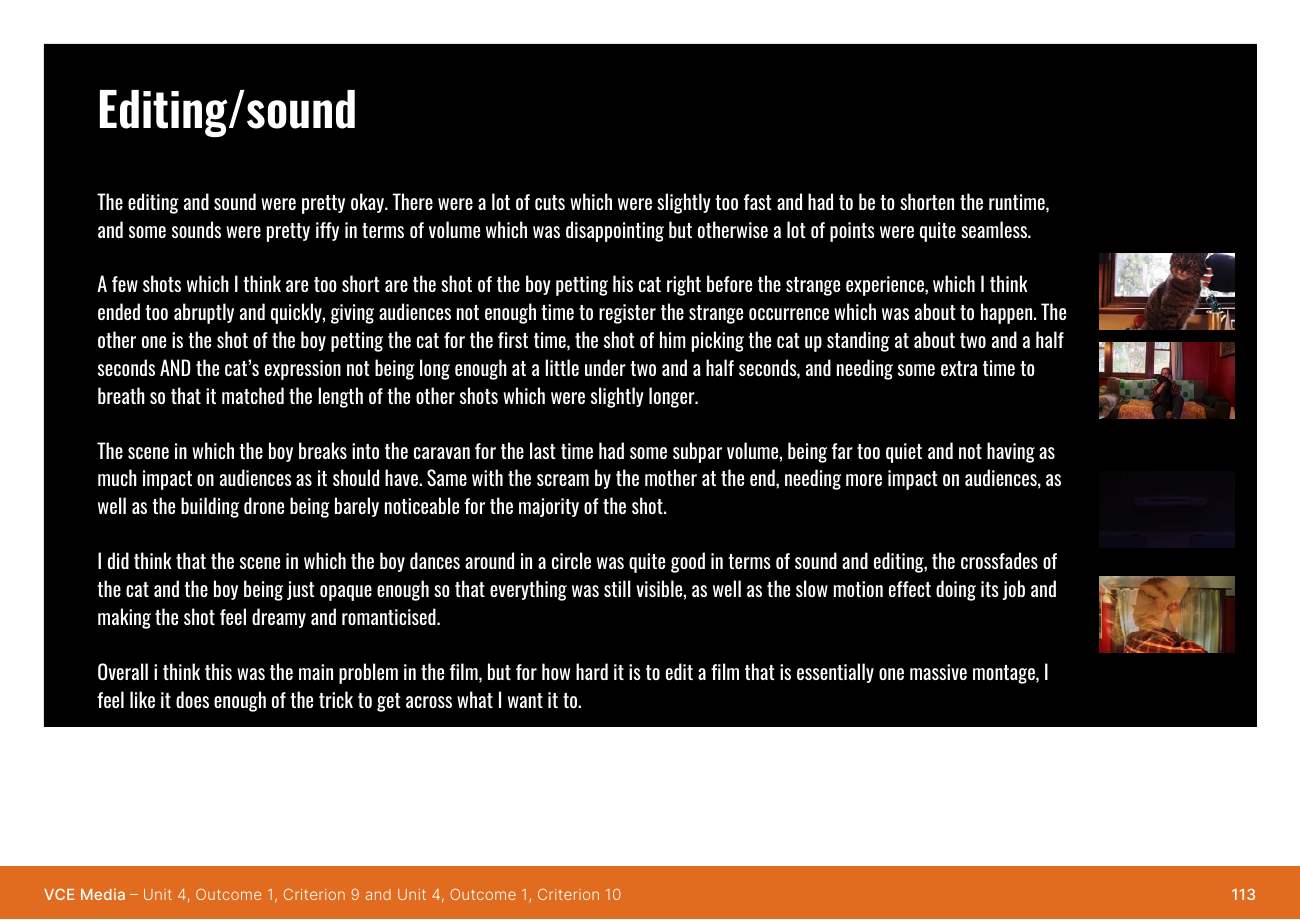 Editing/sound
The editing and sound were pretty okay. There were a lot of cuts which were slightly too fast and had to be to shorten the runtime,
and some sounds were pretty iffy in terms of volume which was disappointing but otherwise a lot of points were quite seamless.
A few shots which I think are too short are the shot of the boy petting his cat right before the strange experience, which I think
ended too abruptly and quickly, giving audiences not enough time to register the strange occurrence which was about to happen. The
other one is the shot of the boy petting the cat for the first time, the shot of him picking the cat up standing at about two and a half
seconds AND the cat’s expression not being long enough at a little under two and a half seconds, and needing some extra time to
breath so that it matched the length of the other shots which were slightly longer.
The scene in which the boy breaks into the caravan for the last time had some subpar volume, being far too quiet and not having as
much impact on audiences as it should have. Same with the scream by the mother at the end, needing more impact on audiences, as
well as the building drone being barely noticeable for the majority of the shot.
I did think that the scene in which the boy dances around in a circle was quite good in terms of sound and editing, the crossfades of
the cat and the boy being just opaque enough so that everything was still visible, as well as the slow motion effect doing its job and
making the shot feel dreamy and romanticised.
Overall i think this was the main problem in the film, but for how hard it is to edit a film that is essentially one massive montage, I
feel like it does enough of the trick to get across what I want it to.
VCE Media – Unit 4, Outcome 1, Criterion 9 and Unit 4, Outcome 1, Criterion 10
113